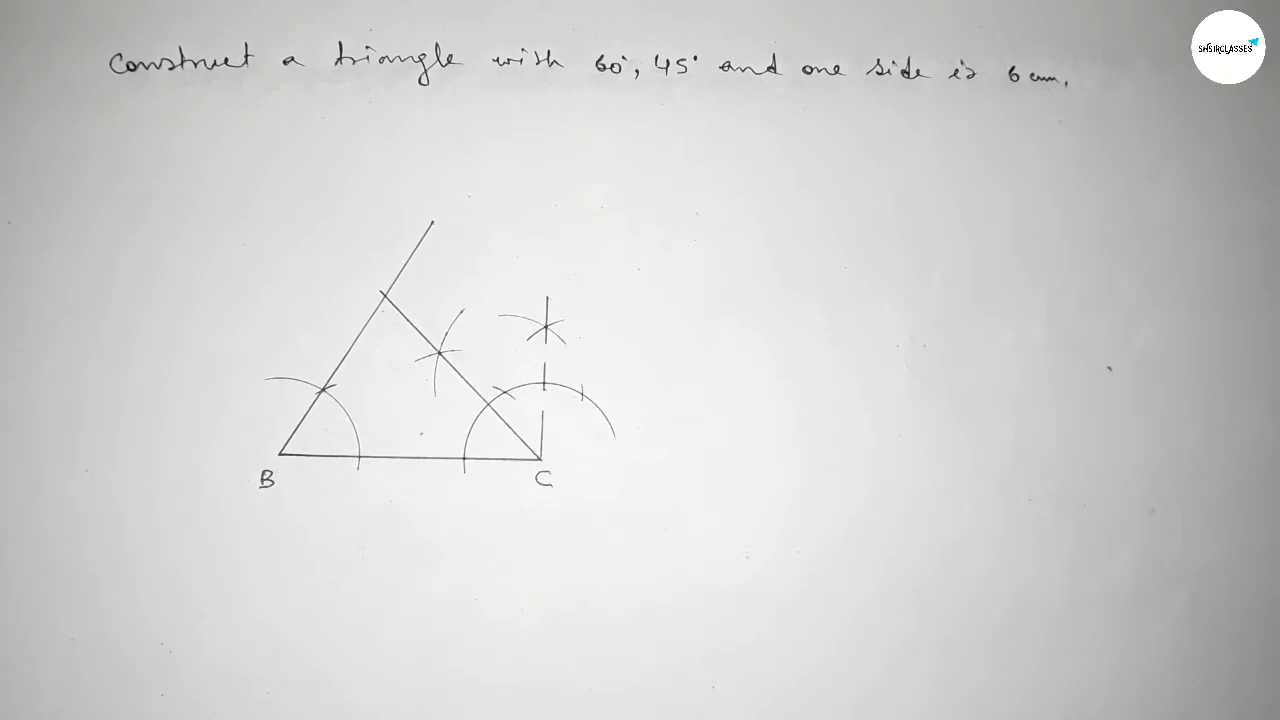 construct a triangle with 60°, 45° and one side is 6 cm.
SHSIRCLASSES
B
C